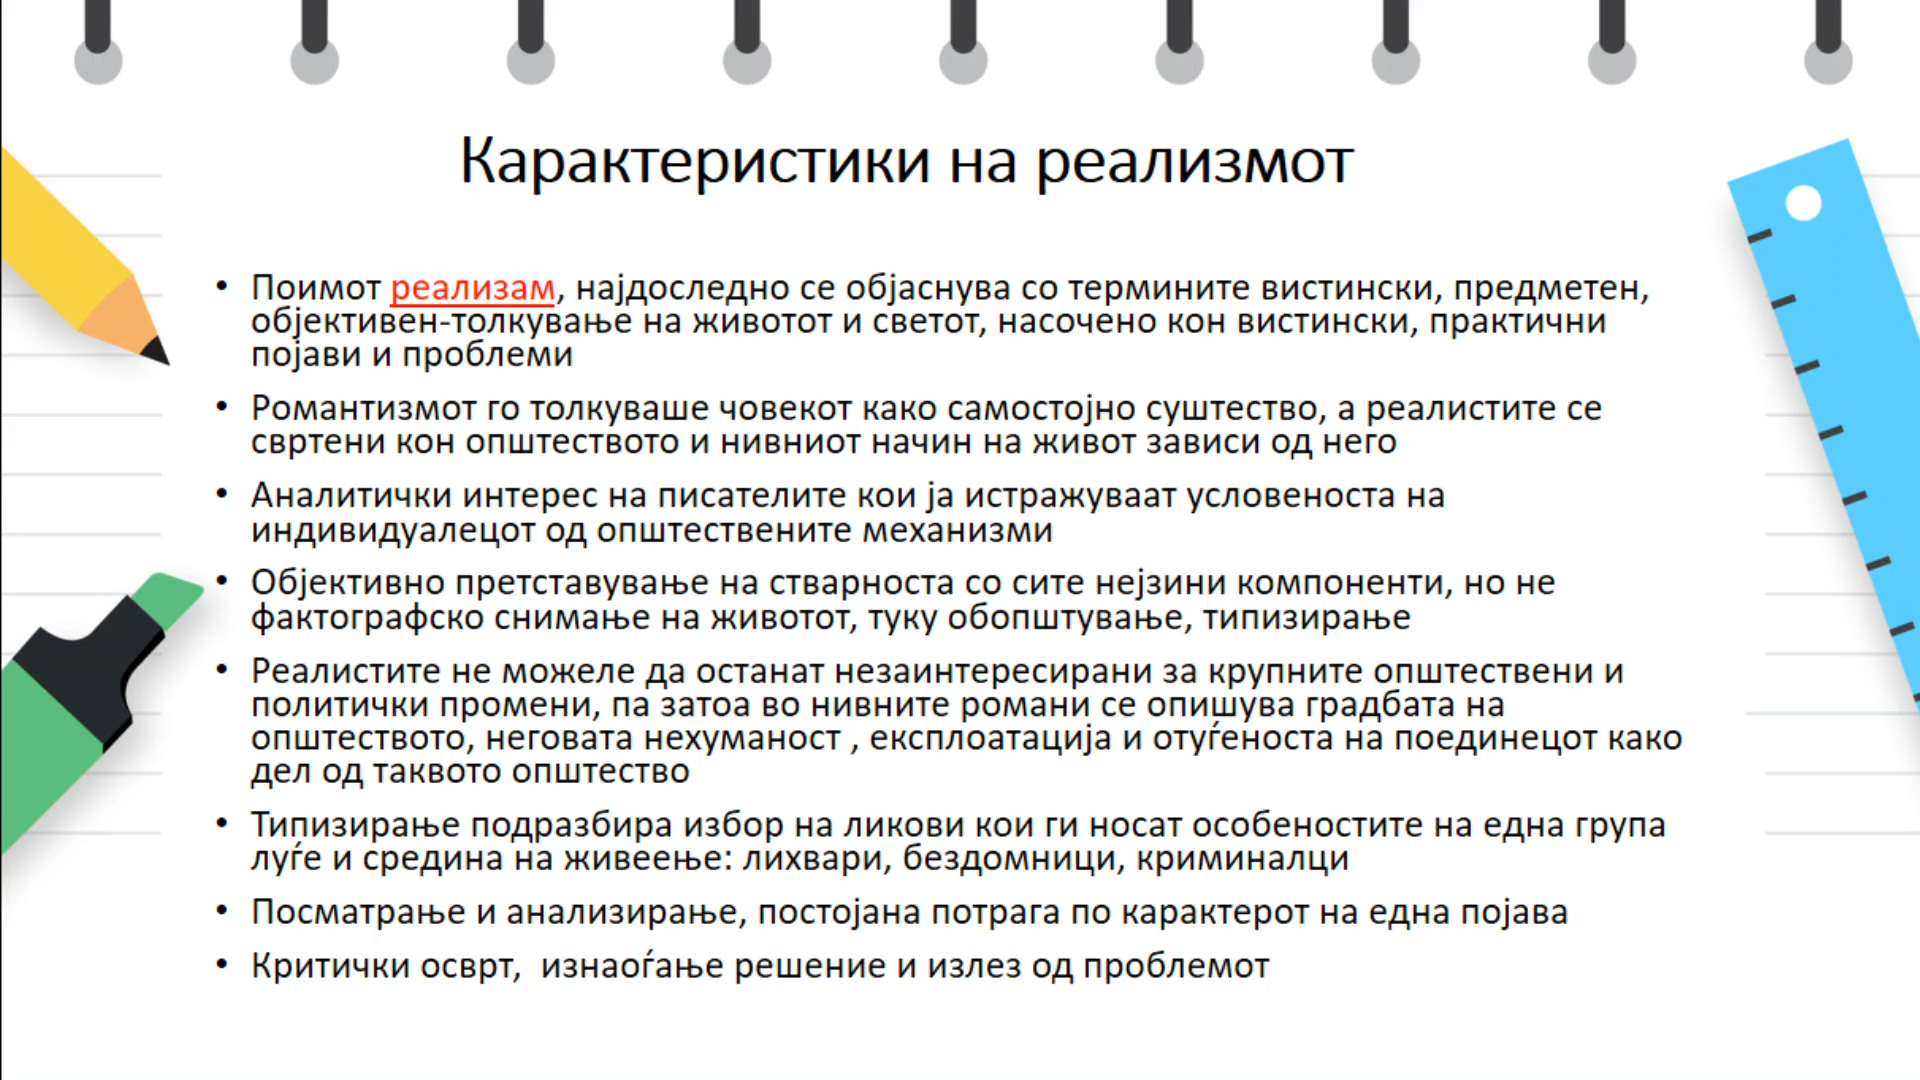 Карактеристики на реализмот
• Поимот реализам, најдоследно се објаснува со термините вистински, предметен,
објективен-толкување на животот и светот, насочено кон вистински, практични
појави и проблеми
• Романтизмот го толкуваше човекот како самостојно суштество, а реалистите се
свртени кон општеството и нивниот начин на живот зависи од него
• Аналитички интерес на писателите кои ја истражуваат условеноста на
индивидуалецот од општествените механизми
• Објективно претставување на стварноста со сите нејзини компоненти, но не
фактографско снимање на животот, туку обопштување, типизирање
• Реалистите не можеле да останат незаинтересирани за крупните општествени и
политички промени, па затоа во нивните романи се опишува градбата на
општеството, неговата нехуманост , експлоатација и отуѓеноста на поединецот како
дел од таквото општество
• Типизирање подразбира избор на ликови кои ги носат особеностите на една група
луѓе и средина на живеење: лихвари, бездомници, криминалци
• Посматрање и анализирање, постојана потрага по карактерот на една појава
• Критички осврт,  изнаоѓање решение и излез од проблемот